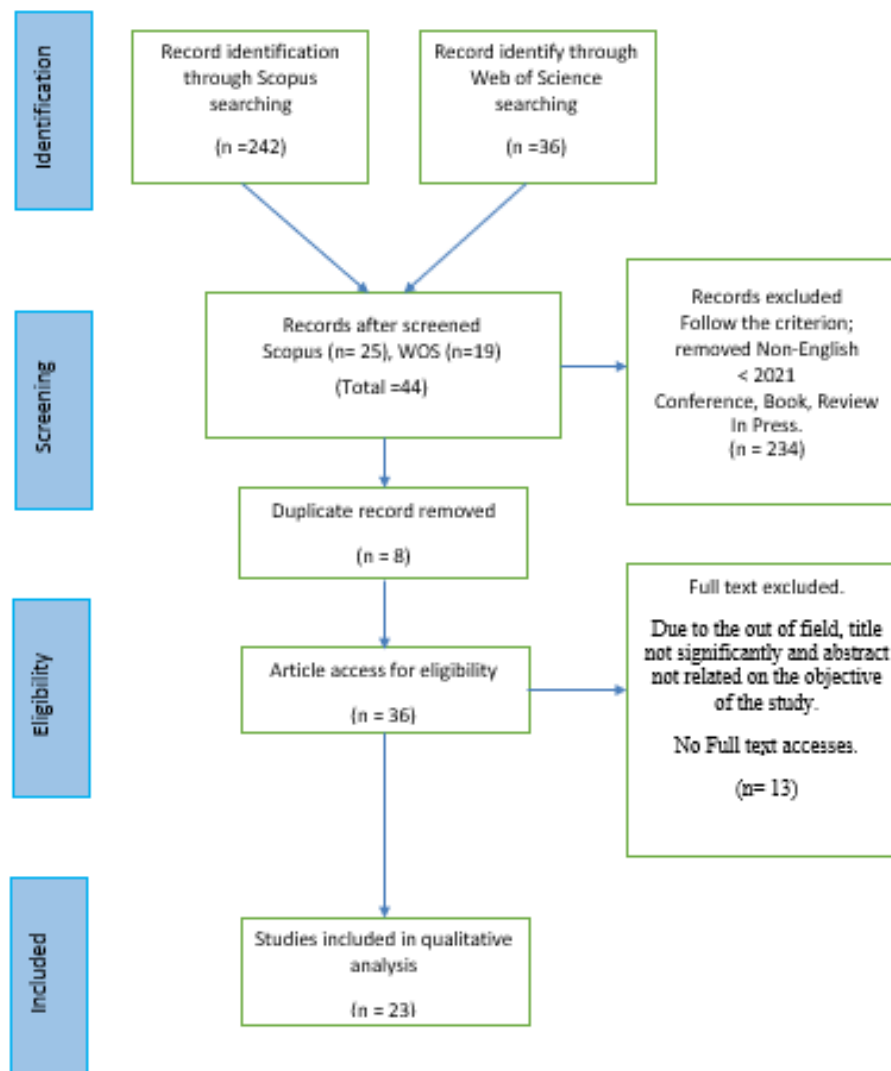 Identification
Record identification
through Scopus
searching
(n =242)
Record identify through
Web of Science
searching
(n =36)
Screening
Records after screened
Scopus (n= 25), WOS (n=19)
(Total =44)
Records excluded
Follow the criterion;
removed Non-English
< 2021
Conference, Book, Review
In Press.
(n = 234)
Duplicate record removed
(n = 8)
Eligibility
Article access for eligibility
(n = 36)
Full text excluded.
Due to the out of field, title
not significantly and abstract
not related on the objective
of the study.
No Full text accesses.
(n= 13)
Included
Studies included in qualitative
analysis
(n = 23)